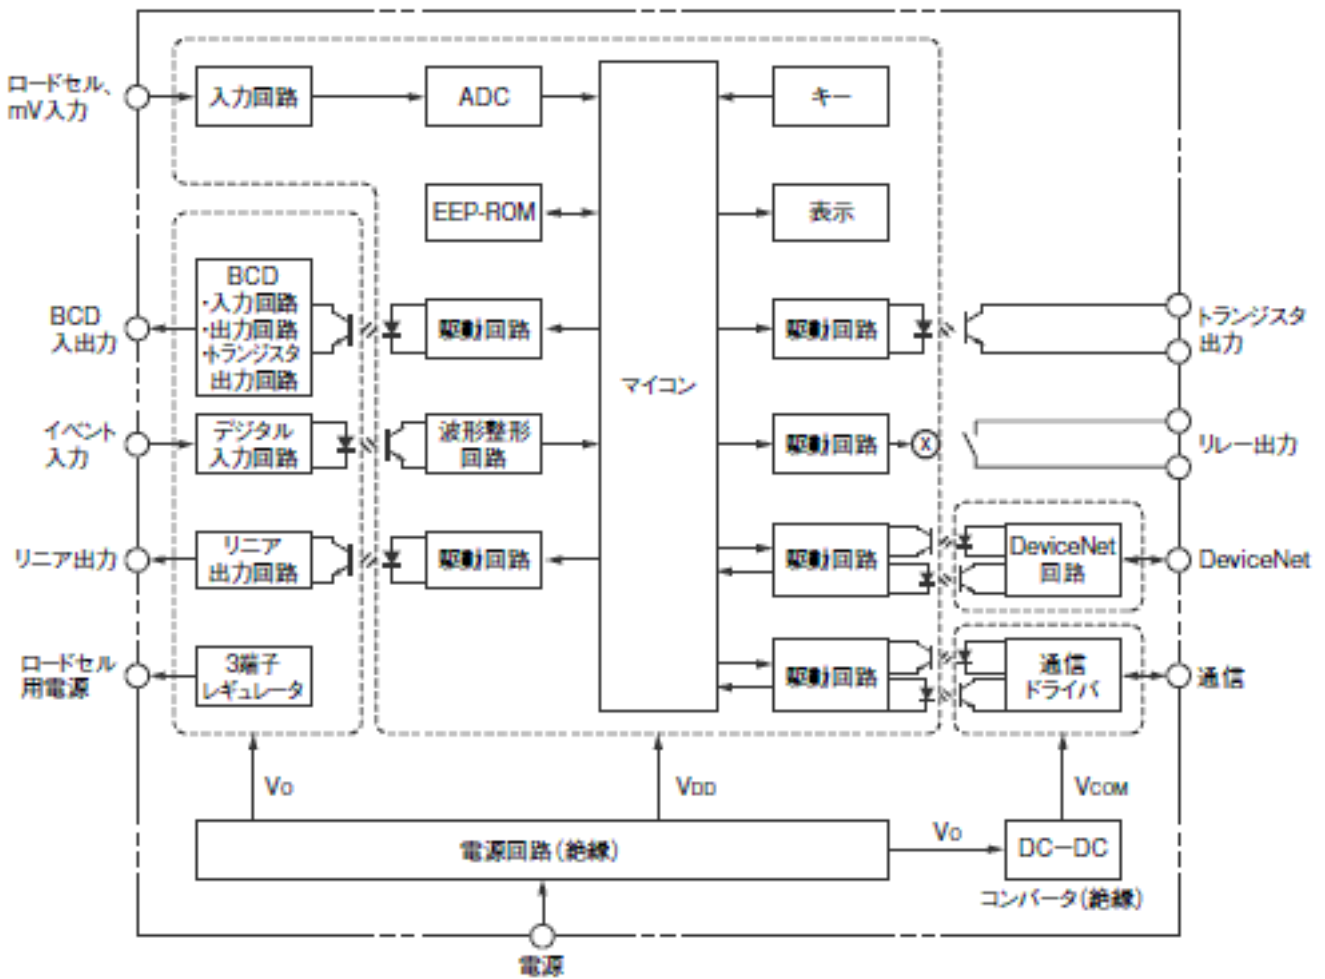 ロードセル、
mV入力
入力回路
ADC
キー
EEP-ROM
表示
BCD
入出力
BCD
・入力回路
・出力回路
・トランジスタ
出力回路
駆動回路
マイコン
駆動回路
トランジスタ
出力
イベント
入力
デジタル
入力回路
波形整形
回路
駆動回路
X
リレー出力
リニア出力
リニア
出力回路
駆動回路
駆動回路
DeviceNet
回路
DeviceNet
ロードセル
用電源
3端子
レギュレータ
駆動回路
通信
ドライバ
通信
VO
VDD
VCOM
電源回路(絶縁)
VO
DC－DC
コンバータ(絶縁)
電源